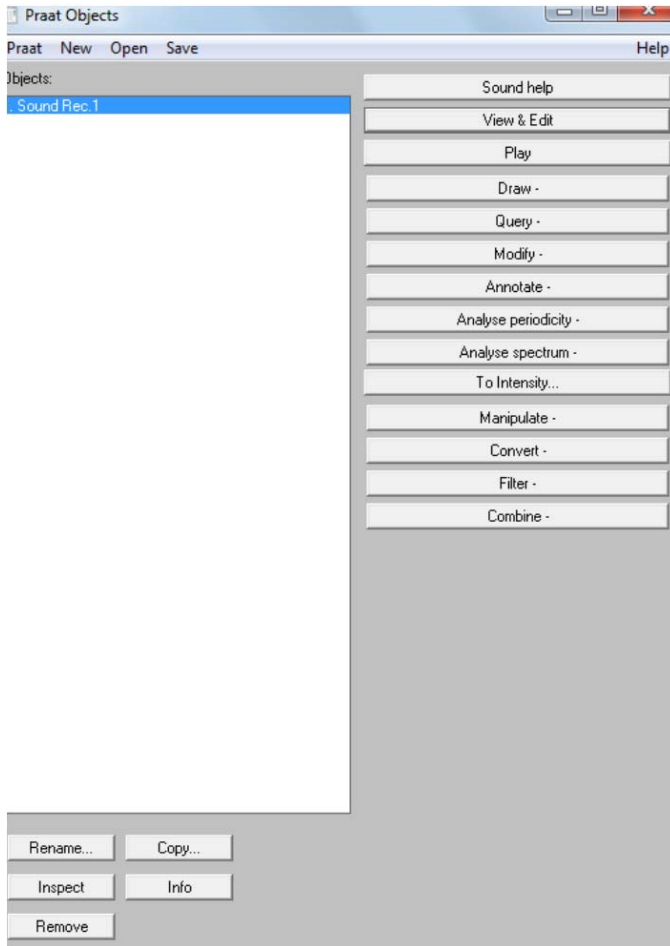 Praat Objects
Praat New Open Save Help
Objects:
. Sound Rec.1
Sound help
View & Edit
Play
Draw -
Query -
Modify -
Annotate -
Analyse periodicity -
Analyse spectrum -
To Intensity...
Manipulate -
Convert -
Filter -
Combine -
Rename... Copy...
Inspect Info
Remove